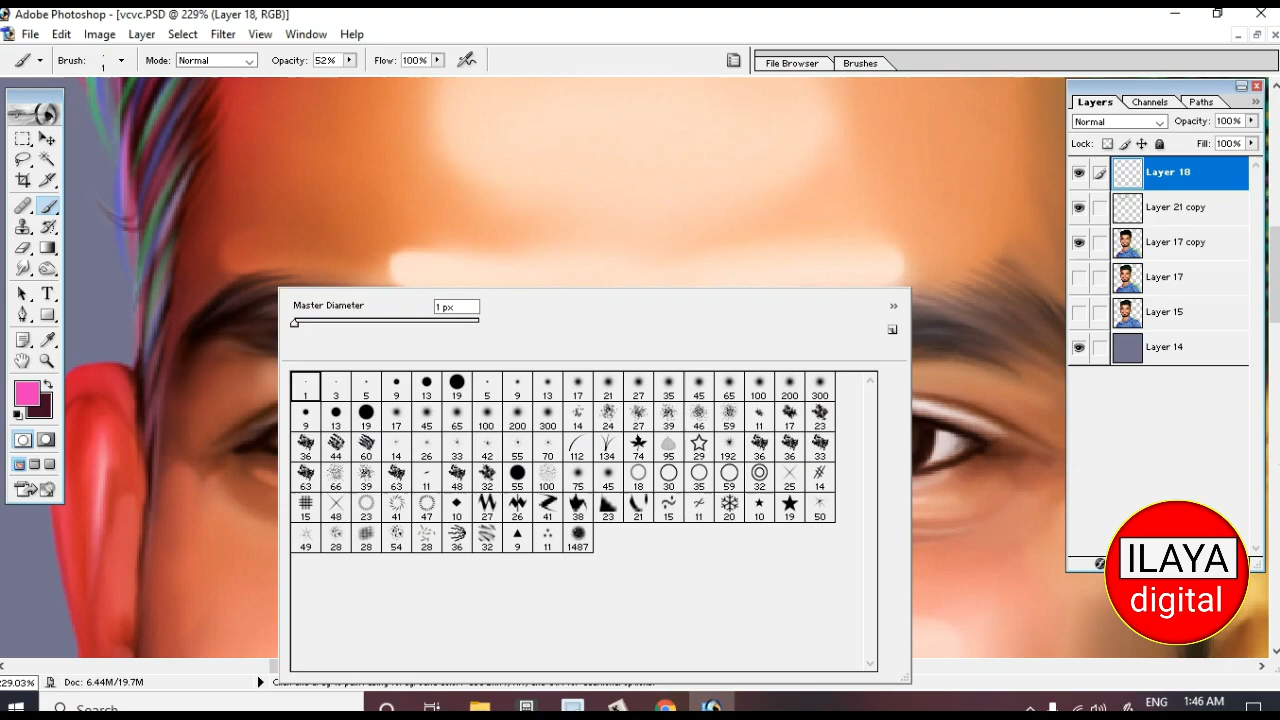 Adobe Photoshop - [vcvc.PSD @ 229% (Layer 18, RGB)]
File Edit Image Layer Select Filter View Window Help
Brush: 1 Mode: Normal Opacity: 52% Flow: 100% File Browser Brushes
Layers Channels Paths
Normal Opacity: 100%
Lock: Fill: 100%
Layer 18
Layer 21 copy
Layer 17 copy
Layer 17
Layer 15
Layer 14
Master Diameter 1 px
1 3 5 9 13 19 5 9 13 17 21 27 35 45 65 100 200 300
9 13 19 17 45 65 100 200 300 14 24 27 39 46 59 11 17 23
36 44 60 14 26 33 42 55 70 112 134 74 95 29 192 36 36 33
63 66 39 63 11 48 32 55 100 75 45 18 30 35 59 32 25 14
15 48 23 41 47 10 27 26 41 38 23 21 15 11 20 10 19 50
49 28 28 54 28 36 32 9 11 1487
ILAYA
digital
229.03% Doc: 6.44M/19.7M
Search ENG 1:46 AM